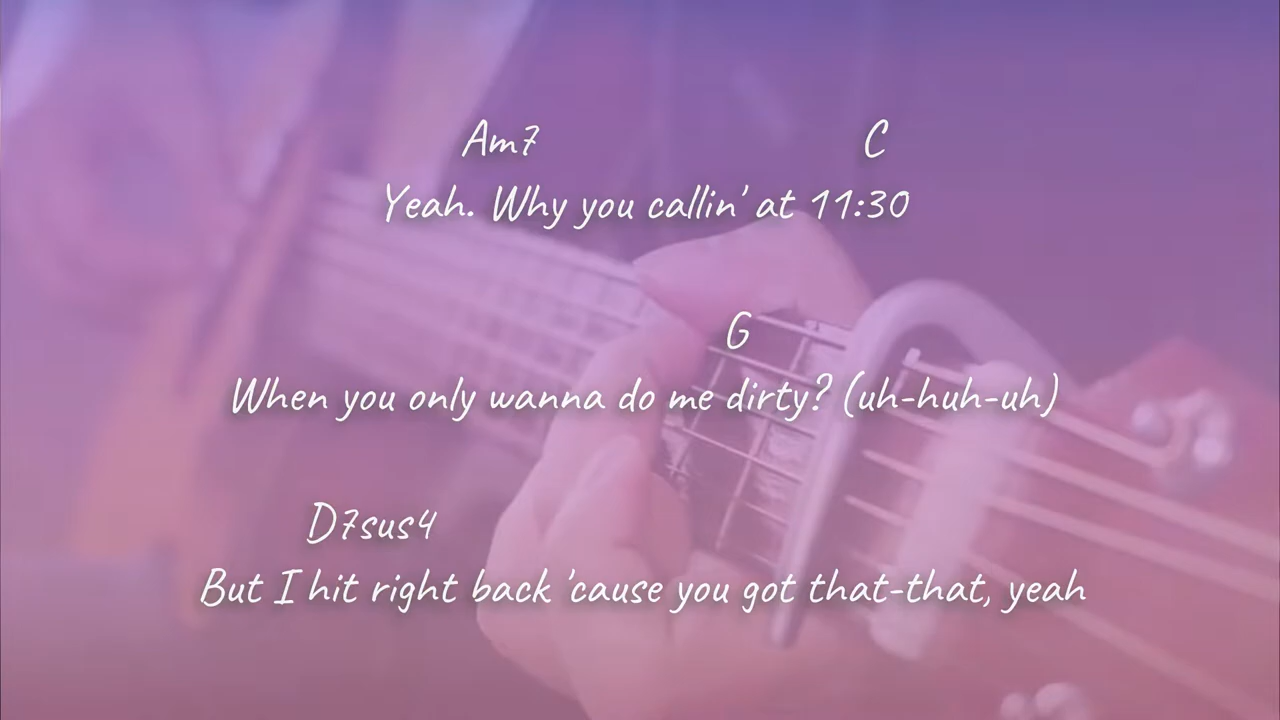 Am7 C
Yeah. Why you callin' at 11:30
G
When you only wanna do me dirty? (uh-huh-uh)
D7sus4
But I hit right back 'cause you got that-that, yeah